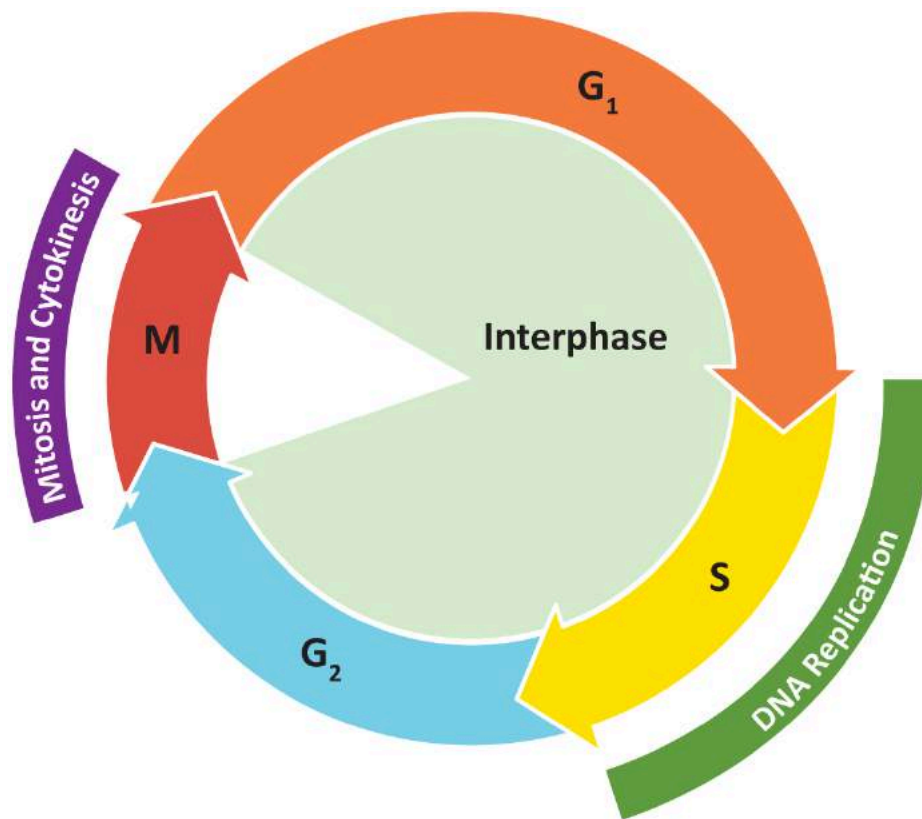 G₁
Mitosis and Cytokinesis
M
Interphase
S
DNA Replication
G₂